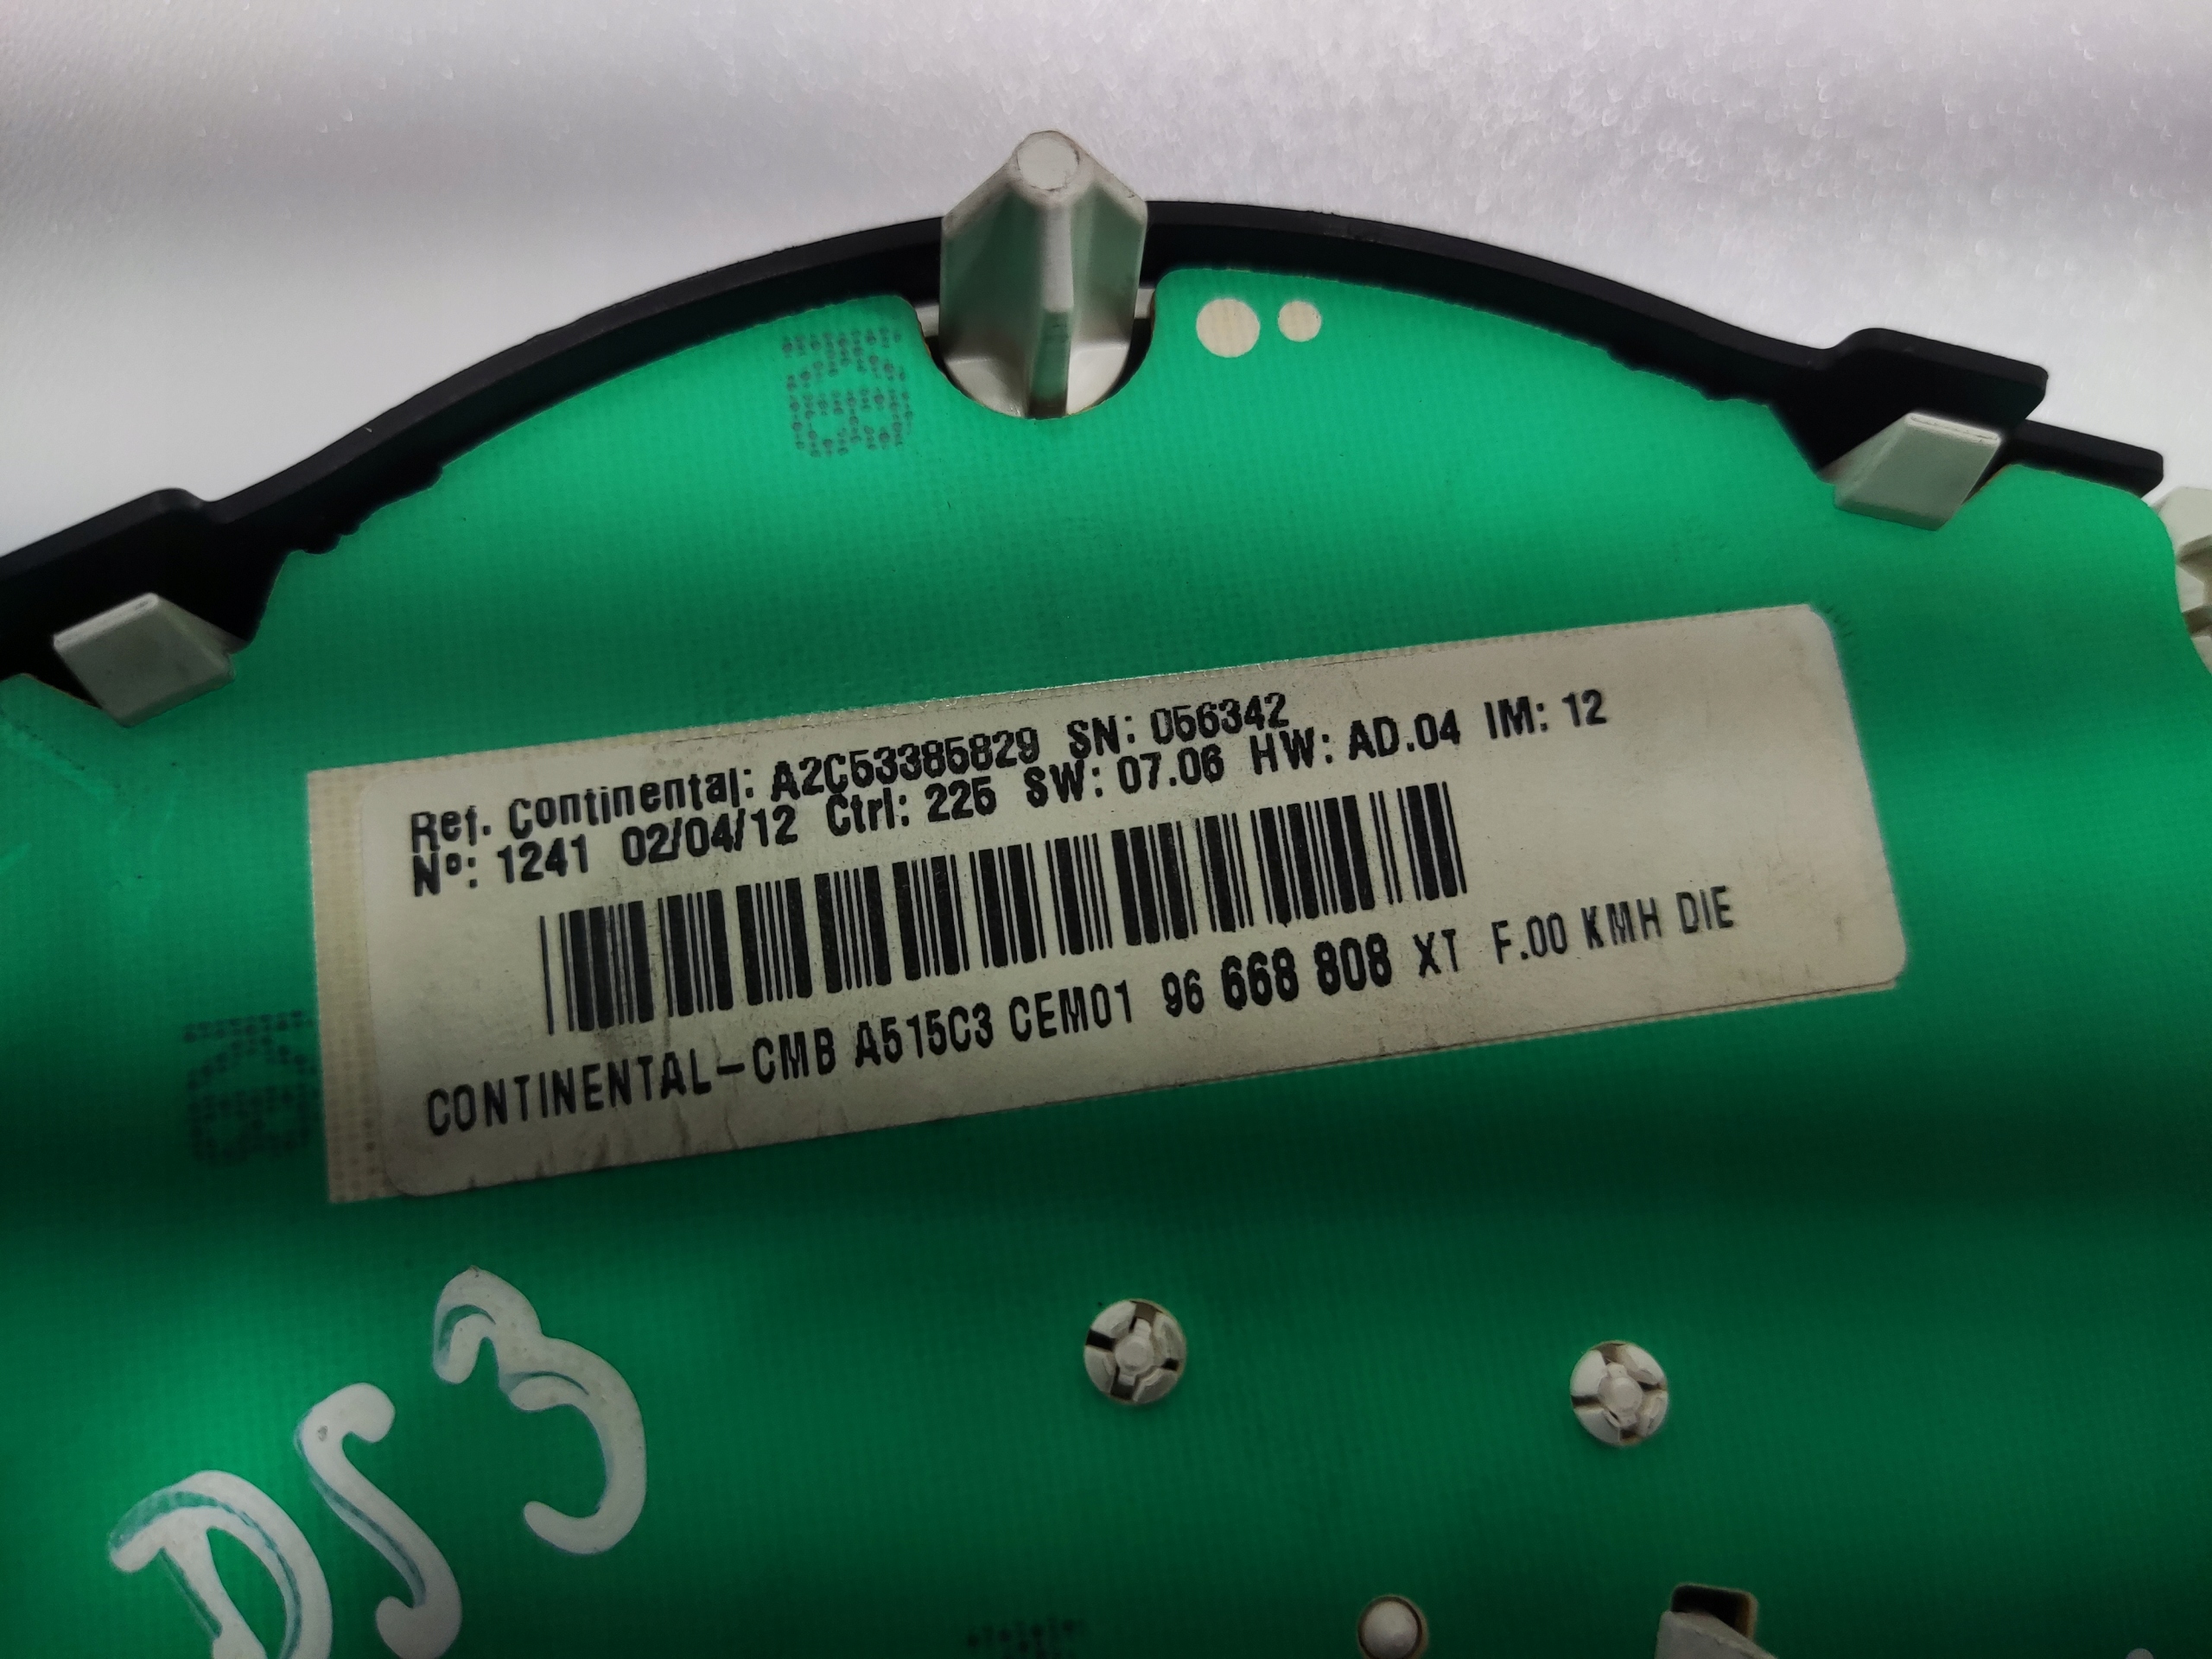 Ref. Continental: A2C53385829 SN: 056342
Nº: 1241 02/04/12 Ctrl: 225 SW: 07.06 HW: AD.04 IM: 12
CONTINENTAL-CMB A515C3 CEM01 96 668 808 XT F.00 KMH DIE
DS3